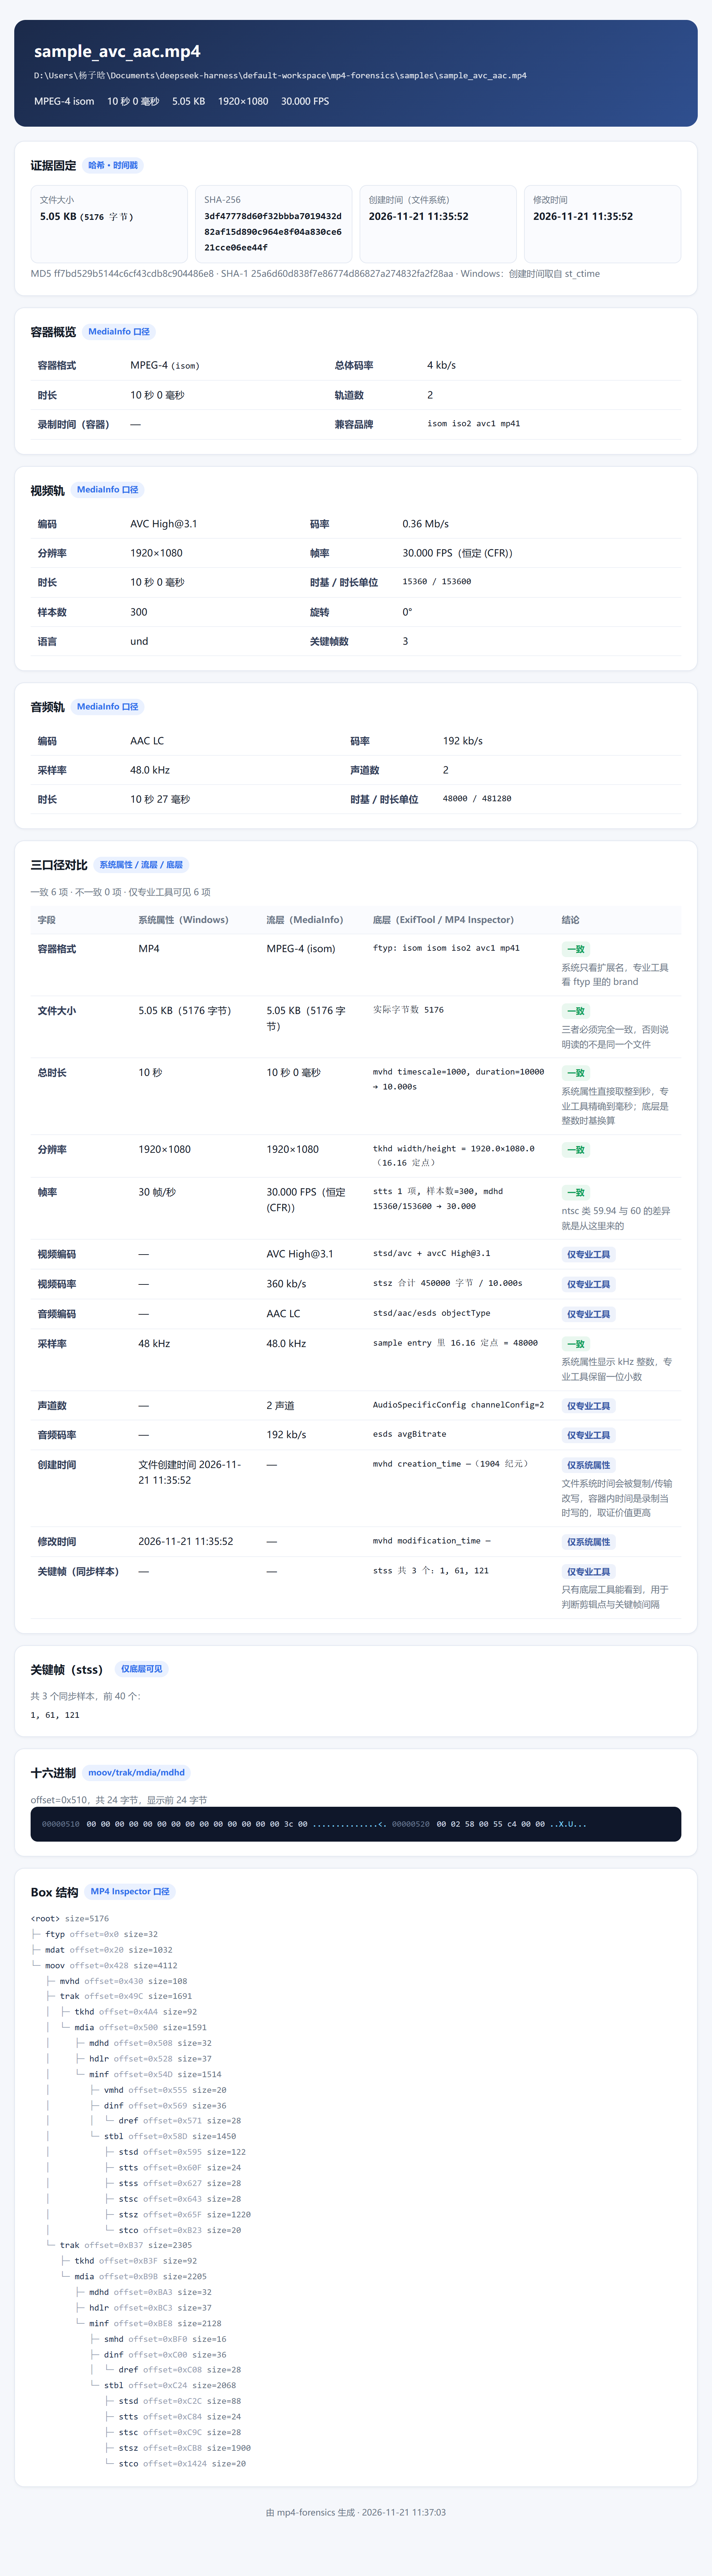 sample_avc_aac.mp4
D:\Users\杨子晗\Documents\deepseek-harness\default-workspace\mp4-forensics\samples\sample_avc_aac.mp4
MPEG-4 isom 10 秒 0 毫秒 5.05 KB 1920×1080 30.000 FPS
证据固定 哈希・时间戳
文件大小
5.05 KB (5176 字节)
SHA-256
3df47778d60f32bbba7019432d
82af15d890c964e8f04a830ce6
21cce06ee44f
创建时间（文件系统）
2026-11-21 11:35:52
修改时间
2026-11-21 11:35:52
MD5 ff7bd529b5144c6cf43cdb8c904486e8 · SHA-1 25a6d60d838f7e86774d86827a274832fa2f28aa · Windows：创建时间取自 st_ctime
容器概览 MediaInfo 口径
容器格式 MPEG-4 (isom) 总体码率 4 kb/s
时长 10 秒 0 毫秒 轨道数 2
录制时间（容器） — 兼容品牌 isom iso2 avc1 mp41
视频轨 MediaInfo 口径
编码 AVC High@3.1 码率 0.36 Mb/s
分辨率 1920×1080 帧率 30.000 FPS（恒定 (CFR)）
时长 10 秒 0 毫秒 时基 / 时长单位 15360 / 153600
样本数 300 旋转 0°
语言 und 关键帧数 3
音频轨 MediaInfo 口径
编码 AAC LC 码率 192 kb/s
采样率 48.0 kHz 声道数 2
时长 10 秒 27 毫秒 时基 / 时长单位 48000 / 481280
三口径对比 系统属性 / 流层 / 底层
一致 6 项 · 不一致 0 项 · 仅专业工具可见 6 项
字段 系统属性（Windows） 流层（MediaInfo） 底层（ExifTool / MP4 Inspector） 结论
容器格式 MP4 MPEG-4 (isom) ftyp: isom isom iso2 avc1 mp41 一致
系统只看扩展名，专业工具
看 ftyp 里的 brand
文件大小 5.05 KB（5176 字节） 5.05 KB（5176 字
节） 实际字节数 5176 一致
三者必须完全一致，否则说
明读的不是同一个文件
总时长 10 秒 10 秒 0 毫秒 mvhd timescale=1000, duration=10000
→ 10.000s 一致
系统属性直接取整到秒，专
业工具精确到毫秒；底层是
整数时基换算
分辨率 1920×1080 1920×1080 tkhd width/height = 1920.0×1080.0
（16.16 定点） 一致
帧率 30 帧/秒 30.000 FPS（恒定
(CFR)） stts 1 项, 样本数=300, mdhd
15360/153600 → 30.000 一致
ntsc 类 59.94 与 60 的差异
就是从这里来的
视频编码 — AVC High@3.1 stsd/avc + avcC High@3.1 仅专业工具
视频码率 — 360 kb/s stsz 合计 450000 字节 / 10.000s 仅专业工具
音频编码 — AAC LC stsd/aac/esds objectType 仅专业工具
采样率 48 kHz 48.0 kHz sample entry 里 16.16 定点 = 48000 一致
系统属性显示 kHz 整数，专
业工具保留一位小数
声道数 — 2 声道 AudioSpecificConfig channelConfig=2 仅专业工具
音频码率 — 192 kb/s esds avgBitrate 仅专业工具
创建时间 文件创建时间 2026-11-
21 11:35:52 — mvhd creation_time —（1904 纪元） 仅系统属性
文件系统时间会被复制/传输
改写，容器内时间是录制当
时写的，取证价值更高
修改时间 2026-11-21 11:35:52 — mvhd modification_time — 仅系统属性
关键帧（同步样本） — — stss 共 3 个：1, 61, 121 仅专业工具
只有底层工具能看到，用于
判断剪辑点与关键帧间隔
关键帧（stss） 仅底层可见
共 3 个同步样本，前 40 个：
1, 61, 121
十六进制 moov/trak/mdia/mdhd
offset=0x510，共 24 字节，显示前 24 字节
00000510 00 00 00 00 00 00 00 00 00 00 00 00 00 00 3c 00 ..............<. 00000520 00 02 58 00 55 c4 00 00 ..X.U...
Box 结构 MP4 Inspector 口径
<root> size=5176
├─ ftyp offset=0x0 size=32
├─ mdat offset=0x20 size=1032
└─ moov offset=0x428 size=4112
   ├─ mvhd offset=0x430 size=108
   ├─ trak offset=0x49C size=1691
   │  ├─ tkhd offset=0x4A4 size=92
   │  └─ mdia offset=0x500 size=1591
   │     ├─ mdhd offset=0x508 size=32
   │     ├─ hdlr offset=0x528 size=37
   │     └─ minf offset=0x54D size=1514
   │        ├─ vmhd offset=0x555 size=20
   │        ├─ dinf offset=0x569 size=36
   │        │  └─ dref offset=0x571 size=28
   │        └─ stbl offset=0x58D size=1450
   │           ├─ stsd offset=0x595 size=122
   │           ├─ stts offset=0x60F size=24
   │           ├─ stss offset=0x627 size=28
   │           ├─ stsc offset=0x643 size=28
   │           ├─ stsz offset=0x65F size=1220
   │           └─ stco offset=0xB23 size=20
   └─ trak offset=0xB37 size=2305
      ├─ tkhd offset=0xB3F size=92
      └─ mdia offset=0xB9B size=2205
         ├─ mdhd offset=0xBA3 size=32
         ├─ hdlr offset=0xBC3 size=37
         └─ minf offset=0xBE8 size=2128
            ├─ smhd offset=0xBF0 size=16
            ├─ dinf offset=0xC00 size=36
            │  └─ dref offset=0xC08 size=28
            └─ stbl offset=0xC24 size=2068
               ├─ stsd offset=0xC2C size=88
               ├─ stts offset=0xC84 size=24
               ├─ stsc offset=0xC9C size=28
               ├─ stsz offset=0xCB8 size=1900
               └─ stco offset=0x1424 size=20
由 mp4-forensics 生成 · 2026-11-21 11:37:03